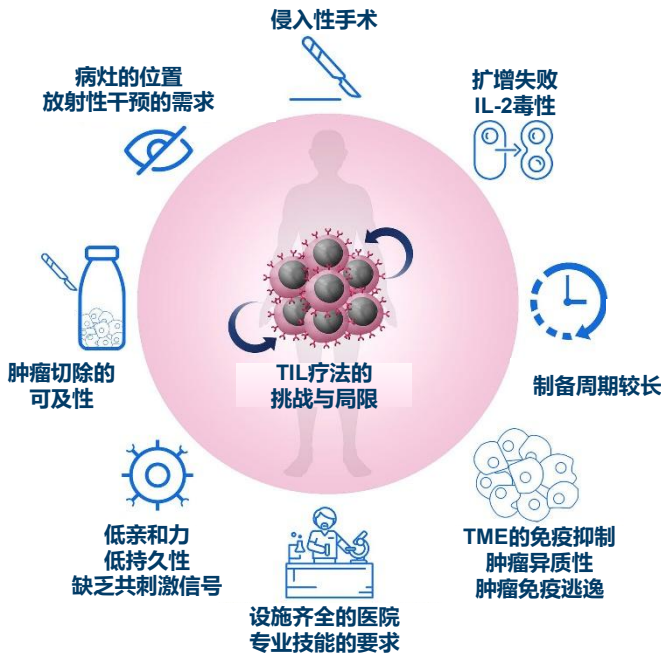 侵入性手术
病灶的位置
放射性干预的需求
扩增失败
IL-2毒性
肿瘤切除的
可及性
TIL疗法的
挑战与局限
制备周期较长
低亲和力
低持久性
缺乏共刺激信号
TME的免疫抑制
肿瘤异质性
肿瘤免疫逃逸
设施齐全的医院
专业技能的要求